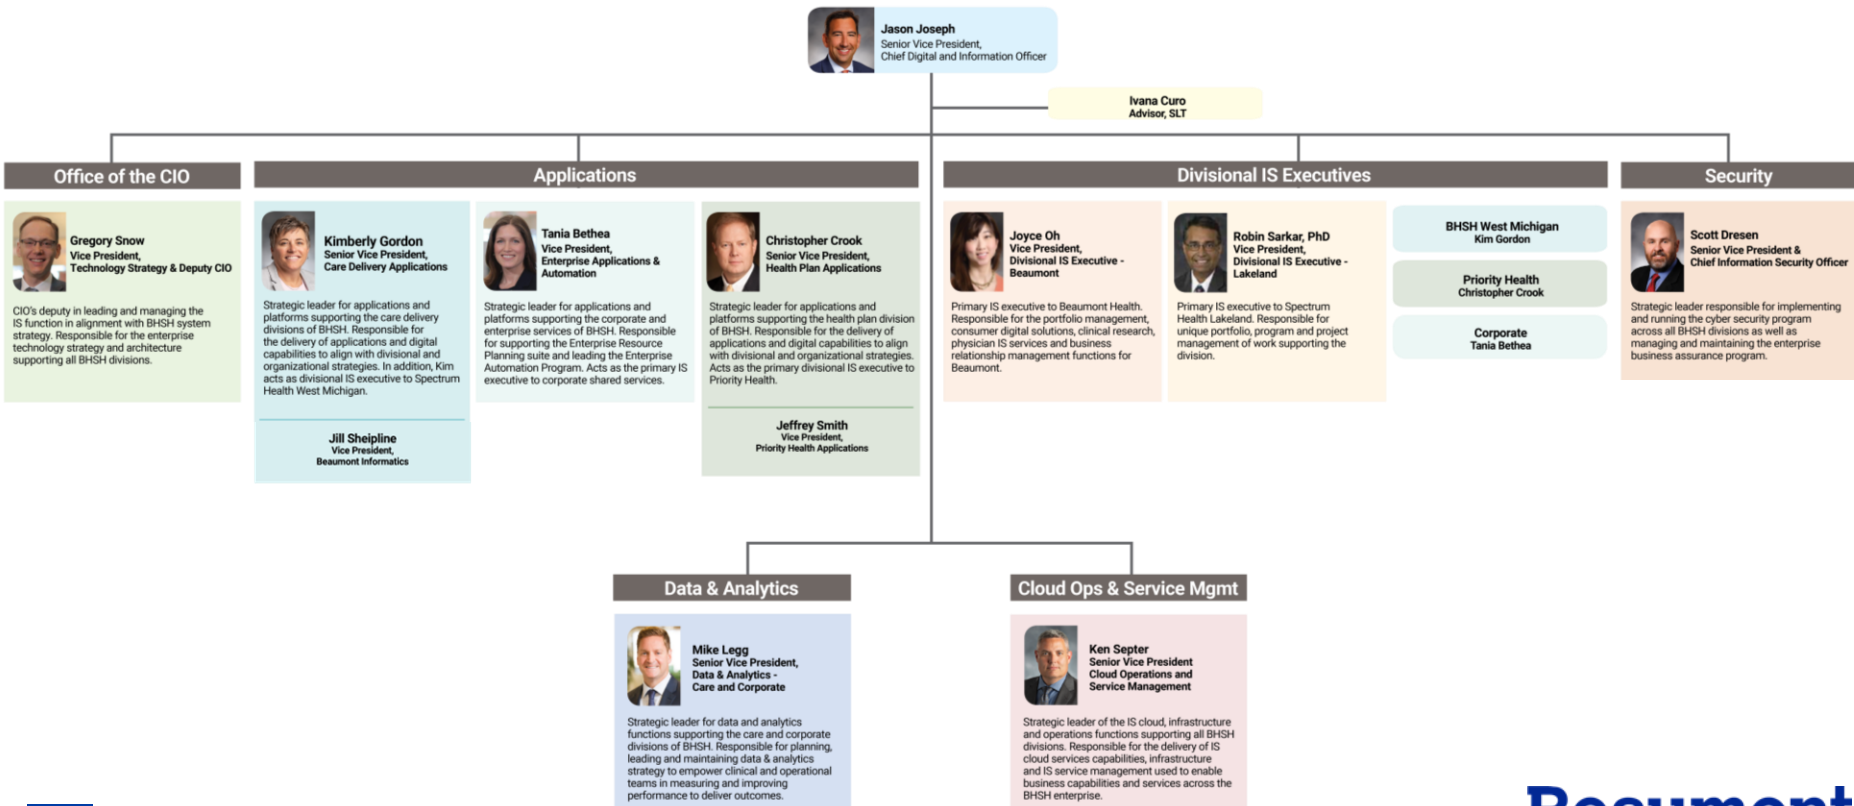 Jason Joseph
Senior Vice President,
Chief Digital and Information Officer
Ivana Curo
Advisor, SLT
Office of the CIO
Gregory Snow
Vice President,
Technology Strategy & Deputy CIO
CIO's deputy in leading and managing the
IS function in alignment with BHSH system
strategy. Responsible for the enterprise
technology strategy and architecture
supporting all BHSH divisions.
Applications
Kimberly Gordon
Senior Vice President,
Care Delivery Applications
Strategic leader for applications and
platforms supporting the care delivery
divisions of BHSH. Responsible for
the delivery of applications and digital
capabilities to align with divisional and
organizational strategies. In addition, Kim
acts as divisional IS executive to Spectrum
Health West Michigan.
Jill Sheipline
Vice President,
Beaumont Informatics
Tania Bethea
Vice President,
Enterprise Applications &
Automation
Strategic leader for applications and
platforms supporting the corporate and
enterprise services of BHSH. Responsible
for supporting the Enterprise Resource
Planning suite and leading the Enterprise
Automation Program. Acts as the primary IS
executive to corporate shared services.
Christopher Crook
Senior Vice President,
Health Plan Applications
Strategic leader for applications and
platforms supporting the health plan division
of BHSH. Responsible for the delivery of
applications and digital capabilities to align
with divisional and organizational strategies.
Acts as the primary divisional IS executive to
Priority Health.
Jeffrey Smith
Vice President,
Priority Health Applications
Divisional IS Executives
Joyce Oh
Vice President,
Divisional IS Executive -
Beaumont
Primary IS executive to Beaumont Health.
Responsible for the portfolio management,
consumer digital solutions, clinical research,
physician IS services and business
relationship management functions for
Beaumont.
Robin Sarkar, PhD
Vice President,
Divisional IS Executive -
Lakeland
Primary IS executive to Spectrum
Health Lakeland. Responsible for
unique portfolio, program and project
management of work supporting the
division.
BHSH West Michigan
Kim Gordon
Priority Health
Christopher Crook
Corporate
Tania Bethea
Security
Scott Dresen
Senior Vice President &
Chief Information Security Officer
Strategic leader responsible for implementing
and running the cyber security program
across all BHSH divisions as well as
managing and maintaining the enterprise
business assurance program.
Data & Analytics
Mike Legg
Senior Vice President,
Data & Analytics -
Care and Corporate
Strategic leader for data and analytics
functions supporting the care and corporate
divisions of BHSH. Responsible for planning,
leading and maintaining data & analytics
strategy to empower clinical and operational
teams in measuring and improving
performance to deliver outcomes.
Cloud Ops & Service Mgmt
Ken Septer
Senior Vice President
Cloud Operations and
Service Management
Strategic leader of the IS cloud, infrastructure
and operations functions supporting all BHSH
divisions. Responsible for the delivery of IS
cloud services capabilities, infrastructure
and IS service management used to enable
business capabilities and services across the
BHSH enterprise.
Beaumont